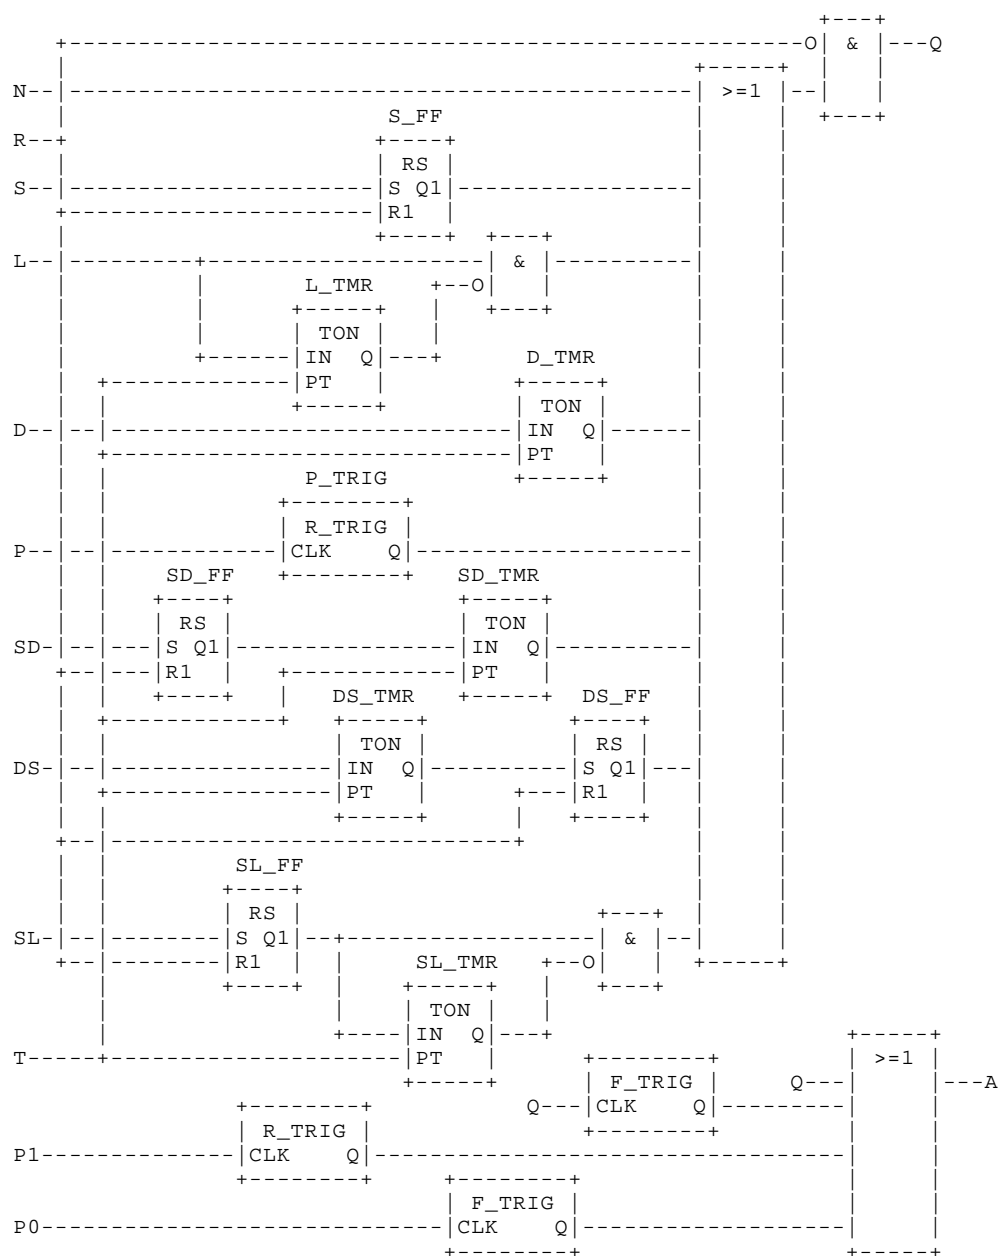 & Q
N >=1
S_FF
R
RS
S S Q1
R1
L &
L_TMR
TON
IN Q D_TMR
PT
TON
D IN Q
PT
P_TRIG
R_TRIG
P CLK Q
SD_FF SD_TMR
RS TON
SD S Q1 IN Q
R1 PT
DS_TMR DS_FF
TON RS
DS IN Q S Q1
PT R1
SL_FF
RS
SL S Q1 &
R1 SL_TMR
TON
IN Q
T PT >=1
F_TRIG Q A
Q CLK Q
R_TRIG
P1 CLK Q
F_TRIG
P0 CLK Q